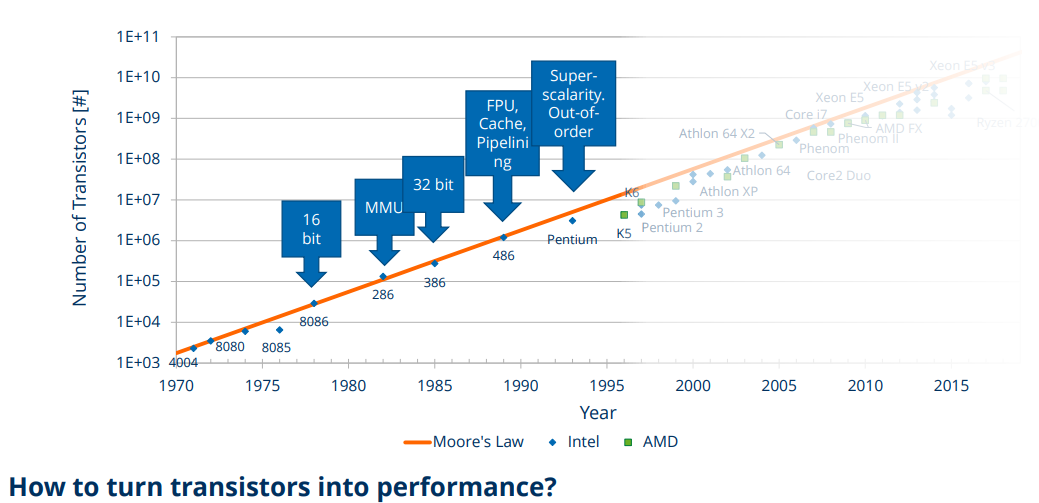 1E+11
1E+10
1E+09
1E+08
1E+07
1E+06
1E+05
1E+04
1E+03
Number of Transistors [#]
16
bit
MMU
32 bit
FPU,
Cache,
Pipelini
ng
Super-
scalarity.
Out-of-
order
4004
8080
8085
8086
286
386
486
Pentium
K5
K6
Pentium 2
Pentium 3
Athlon XP
Athlon 64
Athlon 64 X2
Phenom
Core2 Duo
Core i7
Phenom II
AMD FX
Xeon E5
Xeon E5 v2
Xeon E5 v3
Ryzen
1970
1975
1980
1985
1990
1995
2000
2005
2010
2015
Year
Moore's Law
Intel
AMD
How to turn transistors into performance?